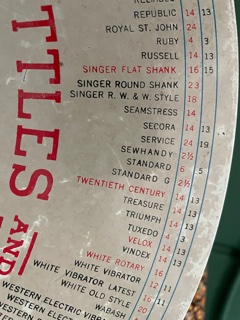 REPUBLIC 14 13
ROYAL ST. JOHN 24
RUBY 4 3
RUSSELL 14 13
SINGER FLAT SHANK 16 15
SINGER ROUND SHANK 23
SINGER R. W. & W. STYLE 18
SEAMSTRESS 14
SECORA 14 13
SERVICE 24 19
SEWHANDY 2½
STANDARD 6 5
STANDARD G 2½
TWENTIETH CENTURY 14
TREASURE 14 13
TRIUMPH 14 13
TUXEDO 4 3
VELOX 14 13
VINDEX 14 13
WHITE ROTARY 16
WHITE VIBRATOR 12 11
WHITE VIBRATOR LATEST 16 11
WHITE OLD STYLE
WABASH 20
WESTERN ELECTRIC
WESTERN ELECTRIC
TTLES AND